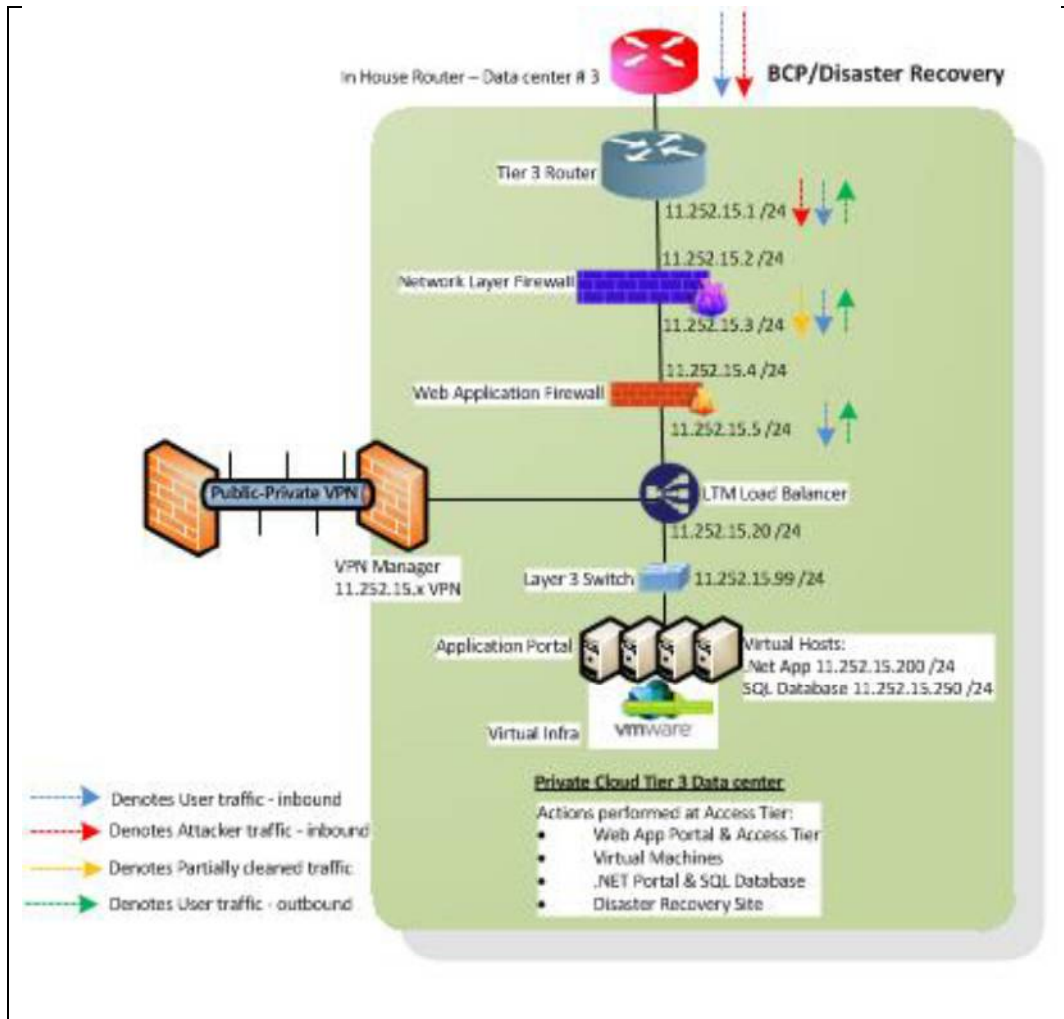 In House Router – Data center # 3
BCP/Disaster Recovery
Tier 3 Router
11.252.15.1 /24
11.252.15.2 /24
Network Layer Firewall
11.252.15.3 /24
11.252.15.4 /24
Web Application Firewall
11.252.15.5 /24
Public-Private VPN
LTM Load Balancer
11.252.15.20 /24
VPN Manager
11.252.15.x VPN
Layer 3 Switch
11.252.15.99 /24
Application Portal
Virtual Hosts:
.Net App 11.252.15.200 /24
SQL Database 11.252.15.250 /24
Virtual Infra
vmware
Private Cloud Tier 3 Data center
Actions performed at Access Tier:
• Web App Portal & Access Tier
• Virtual Machines
• .NET Portal & SQL Database
• Disaster Recovery Site
Denotes User traffic - inbound
Denotes Attacker traffic - inbound
Denotes Partially cleaned traffic
Denotes User traffic - outbound